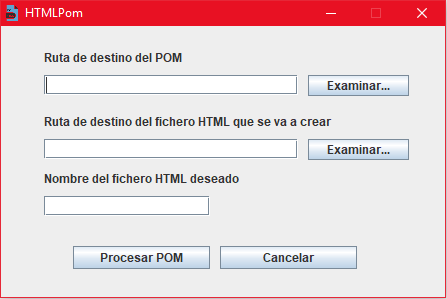 HTMLPom
Ruta de destino del POM
Examinar...
Ruta de destino del fichero HTML que se va a crear
Examinar...
Nombre del fichero HTML deseado
Procesar POM
Cancelar